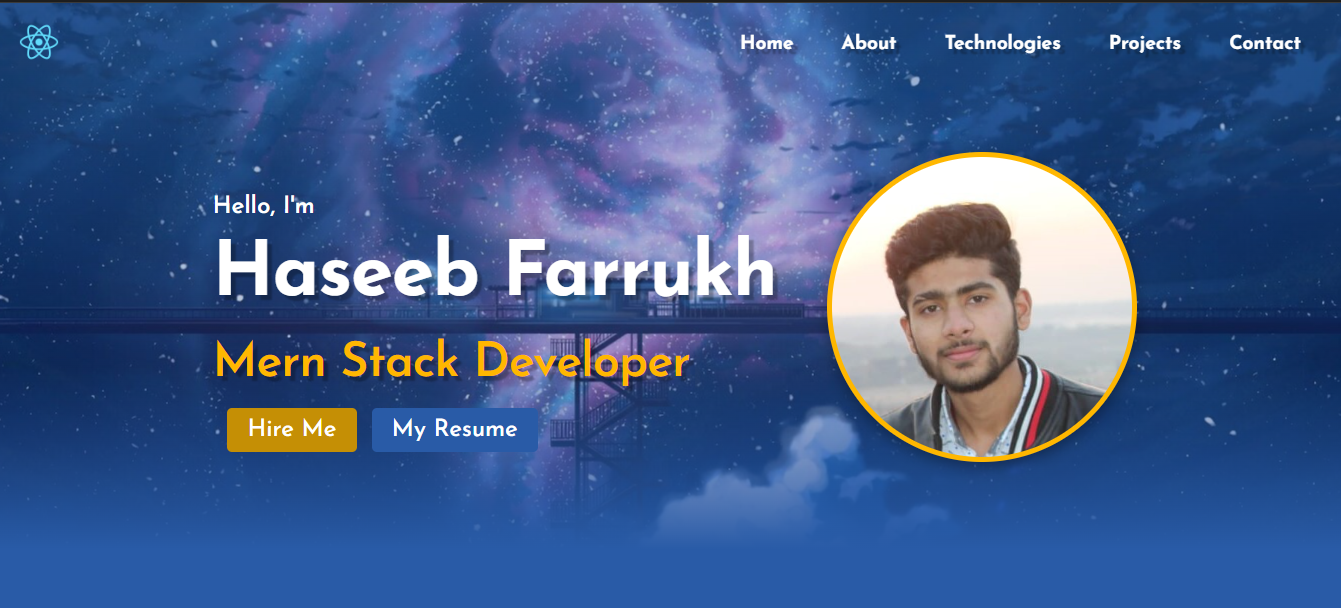 Home About Technologies Projects Contact
Hello, I'm
Haseeb Farrukh
Mern Stack Developer
Hire Me My Resume